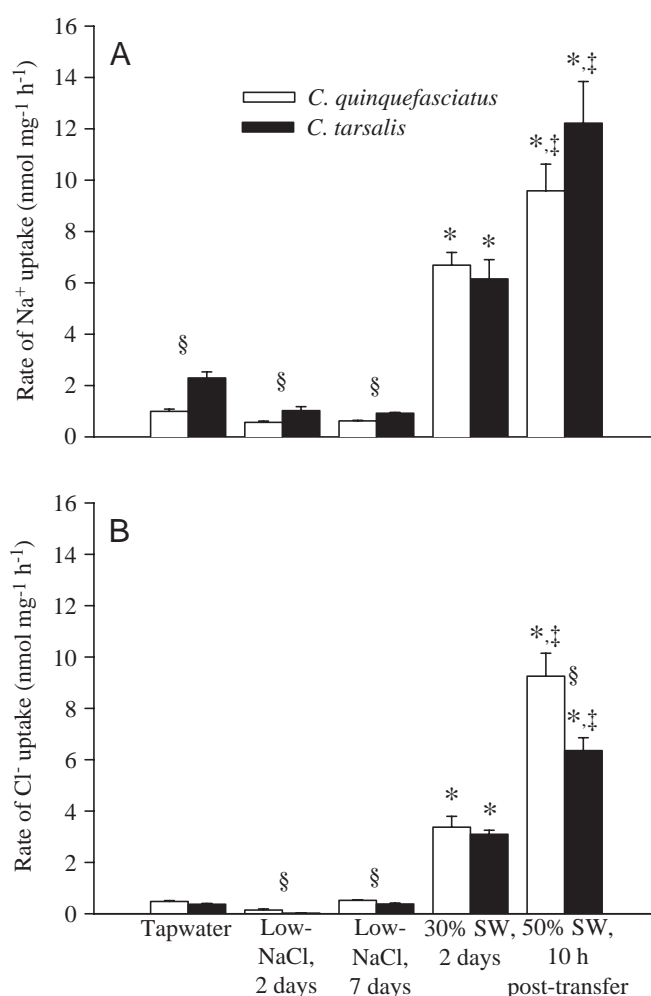 A
C. quinquefasciatus
C. tarsalis
Rate of Na+ uptake (nmol mg-1 h-1)
16
14
12
10
8
6
4
2
0
§
§
§
*
*
*,‡
*,‡
B
Rate of Cl- uptake (nmol mg-1 h-1)
16
14
12
10
8
6
4
2
0
§
§
*
*
*,‡
§
*,‡
Tapwater
Low-
NaCl,
2 days
Low-
NaCl,
7 days
30% SW,
2 days
50% SW,
10 h
post-transfer